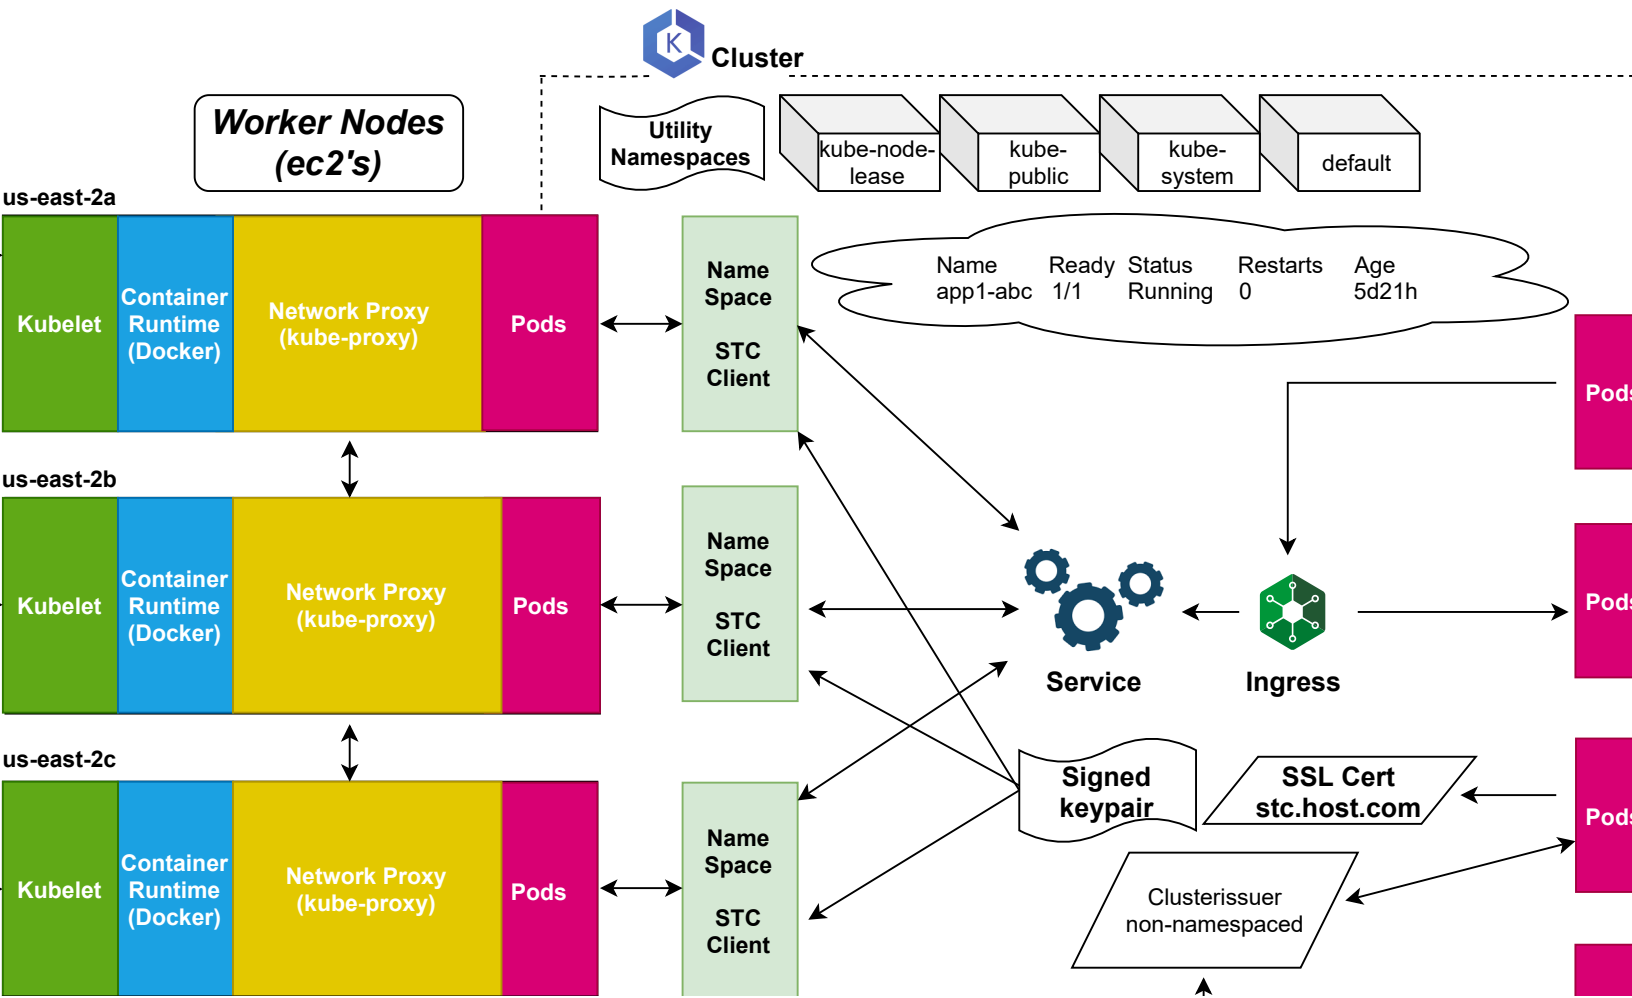 K
Cluster
Worker Nodes
(ec2's)
Utility
Namespaces
kube-node-
lease
kube-
public
kube-
system
default
us-east-2a
Kubelet
Container
Runtime
(Docker)
Network Proxy
(kube-proxy)
Pods
Name
Space
STC
Client
Name Ready Status Restarts Age
app1-abc 1/1 Running 0 5d21h
Pods
us-east-2b
Kubelet
Container
Runtime
(Docker)
Network Proxy
(kube-proxy)
Pods
Name
Space
STC
Client
Service
Ingress
Pods
us-east-2c
Kubelet
Container
Runtime
(Docker)
Network Proxy
(kube-proxy)
Pods
Name
Space
STC
Client
Signed
keypair
SSL Cert
stc.host.com
Pods
Clusterissuer
non-namespaced